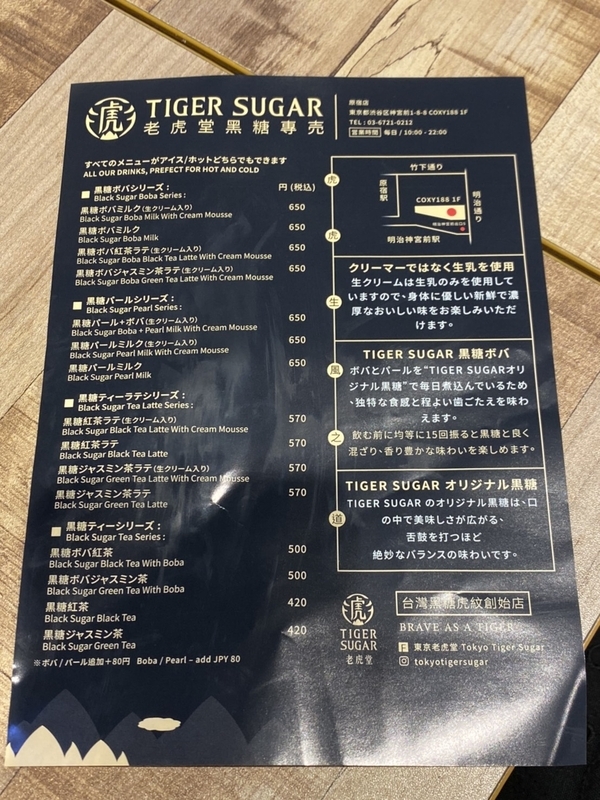 虎
TIGER SUGAR
老虎堂黑糖專売
原宿店
東京都渋谷区神宮前1-8-8 COXY188 1F
TEL : 03-6721-0212
営業時間 毎日 / 10:00 - 22:00
すべてのメニューがアイス/ホットどちらでもできます
ALL OUR DRINKS, PREFECT FOR HOT AND COLD
黒糖ボバシリーズ :
Black Sugar Boba Series :
円 (税込)
黒糖ボバミルク(生クリーム入り) 650
Black Sugar Boba Milk With Cream Mousse
黒糖ボバミルク 650
Black Sugar Boba Milk
黒糖ボバ紅茶ラテ(生クリーム入り) 650
Black Sugar Boba Black Tea Latte With Cream Mousse
黒糖ボバジャスミン茶ラテ(生クリーム入り) 650
Black Sugar Boba Green Tea Latte With Cream Mousse
黒糖パールシリーズ :
Black Sugar Pearl Series :
黒糖パール+ボバ(生クリーム入り) 650
Black Sugar Boba + Pearl Milk With Cream Mousse
黒糖パールミルク(生クリーム入り) 650
Black Sugar Pearl Milk With Cream Mousse
黒糖パールミルク 650
Black Sugar Pearl Milk
黒糖ティーラテシリーズ :
Black Sugar Tea Latte Series :
黒糖紅茶ラテ(生クリーム入り) 570
Black Sugar Black Tea Latte With Cream Mousse
黒糖紅茶ラテ 570
Black Sugar Black Tea Latte
黒糖ジャスミン茶ラテ(生クリーム入り) 570
Black Sugar Green Tea Latte With Cream Mousse
黒糖ジャスミン茶ラテ 570
Black Sugar Green Tea Latte
黒糖ティーシリーズ :
Black Sugar Tea Series :
黒糖ボバ紅茶 500
Black Sugar Black Tea With Boba
黒糖ボバジャスミン茶 500
Black Sugar Green Tea With Boba
黒糖紅茶 420
Black Sugar Black Tea
黒糖ジャスミン茶 420
Black Sugar Green Tea
※ボバ / パール追加+80円 Boba / Pearl – add JPY 80
虎
虎
生
風
之
道
竹下通り
原宿駅
COXY188 1F
明治通り
明治神宮前駅
クリーマーではなく生乳を使用
生クリームは生乳のみを使用して
いますので、身体に優しい新鮮で濃
厚なおいしい味をお楽しみいただ
けます。
TIGER SUGAR 黒糖ボバ
ボバとパールを"TIGER SUGARオリ
ジナル黒糖"で毎日煮込んでいるため
、独特な食感と程よい歯ごたえを味わ
えます。
飲む前に均等に15回振ると黒糖と良く
混ざり、香り豊かな味わいを楽しめます。
TIGER SUGAR オリジナル黒糖
TIGER SUGAR のオリジナル黒糖は、口
の中で美味しさが広がる、
舌鼓を打つほど
絶妙なバランスの味わいです。
虎
TIGER
SUGAR
老虎堂
台灣黑糖虎紋創始店
BRAVE AS A TIGER
東京老虎堂 Tokyo Tiger Sugar
tokyotigersugar